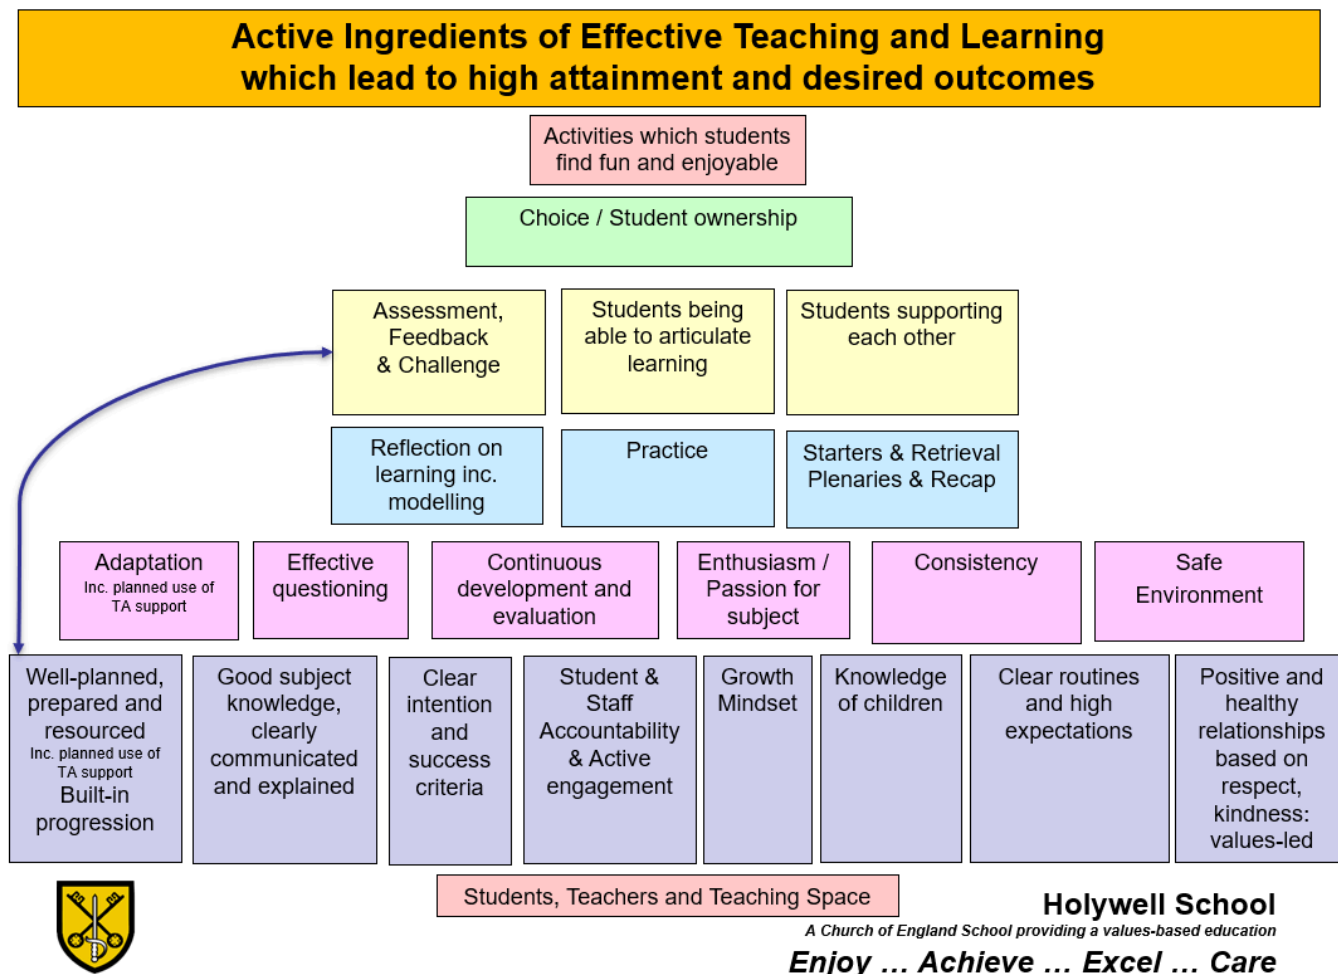 Active Ingredients of Effective Teaching and Learning
which lead to high attainment and desired outcomes
Activities which students
find fun and enjoyable
Choice / Student ownership
Assessment,
Feedback
& Challenge
Students being
able to articulate
learning
Students supporting
each other
Reflection on
learning inc.
modelling
Practice
Starters & Retrieval
Plenaries & Recap
Adaptation
Inc. planned use of
TA support
Effective
questioning
Continuous
development and
evaluation
Enthusiasm /
Passion for
subject
Consistency
Safe
Environment
Well-planned,
prepared and
resourced
Inc. planned use of
TA support
Built-in
progression
Good subject
knowledge,
clearly
communicated
and explained
Clear
intention
and
success
criteria
Student &
Staff
Accountability
& Active
engagement
Growth
Mindset
Knowledge
of children
Clear routines
and high
expectations
Positive and
healthy
relationships
based on
respect,
kindness:
values-led
Students, Teachers and Teaching Space
Holywell School
A Church of England School providing a values-based education
Enjoy ... Achieve ... Excel ... Care